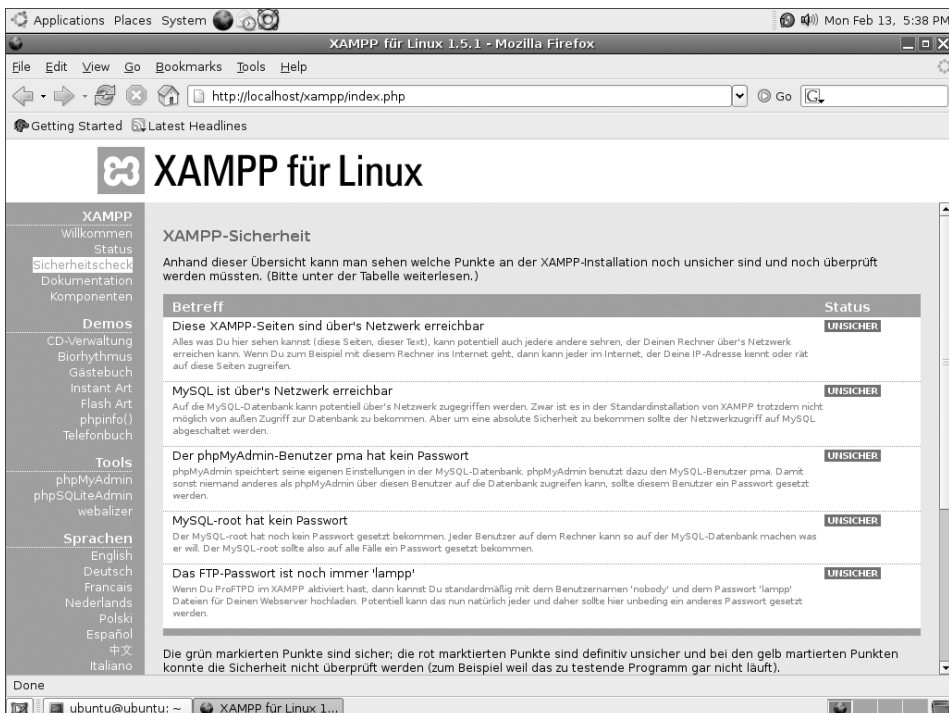 Applications Places System
Mon Feb 13, 5:38 PM
XAMPP für Linux 1.5.1 - Mozilla Firefox
File Edit View Go Bookmarks Tools Help
http://localhost/xampp/index.php
Go
Getting Started Latest Headlines
XAMPP für Linux
XAMPP
Willkommen
Status
Sicherheitscheck
Dokumentation
Komponenten
Demos
CD-Verwaltung
Biorhythmus
Gästebuch
Instant Art
Flash Art
phpinfo()
Telefonbuch
Tools
phpMyAdmin
phpSQLiteAdmin
webalizer
Sprachen
English
Deutsch
Francais
Nederlands
Polski
Español
中文
Italiano
XAMPP-Sicherheit
Anhand dieser Übersicht kann man sehen welche Punkte an der XAMPP-Installation noch unsicher sind und noch überprüft
werden müssten. (Bitte unter der Tabelle weiterlesen.)
Betreff Status
Diese XAMPP-Seiten sind über's Netzwerk erreichbar UNSICHER
Alles was Du hier sehen kannst (diese Seiten, dieser Text), kann potentiell auch jedere andere sehren, der Deinen Rechner über's Netzwerk
erreichen kann. Wenn Du zum Beispiel mit diesem Rechner ins Internet geht, dann kann jeder im Internet, der Deine IP-Adresse kennt oder rät
auf diese Seiten zugreifen.
MySQL ist über's Netzwerk erreichbar UNSICHER
Auf die MySQL-Datenbank kann potentiell über's Netzwerk zugegriffen werden. Zwar ist es in der Standardinstallation von XAMPP trotzdem nicht
möglich von außen Zugriff zur Datenbank zu bekommen. Aber um eine absolute Sicherheit zu bekommen sollte der Netzwerkzugriff auf MySQL
abgeschaltet werden.
Der phpMyAdmin-Benutzer pma hat kein Passwort UNSICHER
phpMyAdmin speichtert seine eigenen Einstellungen in der MySQL-Datenbank. phpMyAdmin benutzt dazu den MySQL-Benutzer pma. Damit
sonst niemand anderes als phpMyAdmin über diesen Benutzer auf die Datenbank zugreifen kann, sollte diesem Benutzer ein Passwort gesetzt
werden.
MySQL-root hat kein Passwort UNSICHER
Der MySQL-root hat noch kein Passwort gesetzt bekommen. Jeder Benutzer auf dem Rechner kann so auf der MySQL-Datenbank machen was
er will. Der MySQL-root sollte also auf alle Fälle ein Passwort gesetzt bekommen.
Das FTP-Passwort ist noch immer 'lampp' UNSICHER
Wenn Du ProFTPD im XAMPP aktiviert hast, dann kannst Du standardmäßig mit dem Benutzernamen 'nobody' und dem Passwort 'lampp'
Dateien für Deinen Webserver hochladen. Potentiell kann das nun natürlich jeder und daher sollte hier unbeding ein anderes Passwort gesetzt
werden.
Die grün markierten Punkte sind sicher; die rot marktierten Punkte sind definitiv unsicher und bei den gelb martierten Punkten
konnte die Sicherheit nicht überprüft werden (zum Beispiel weil das zu testende Programm gar nicht läuft).
Done
ubuntu@ubuntu: ~ XAMPP für Linux 1...